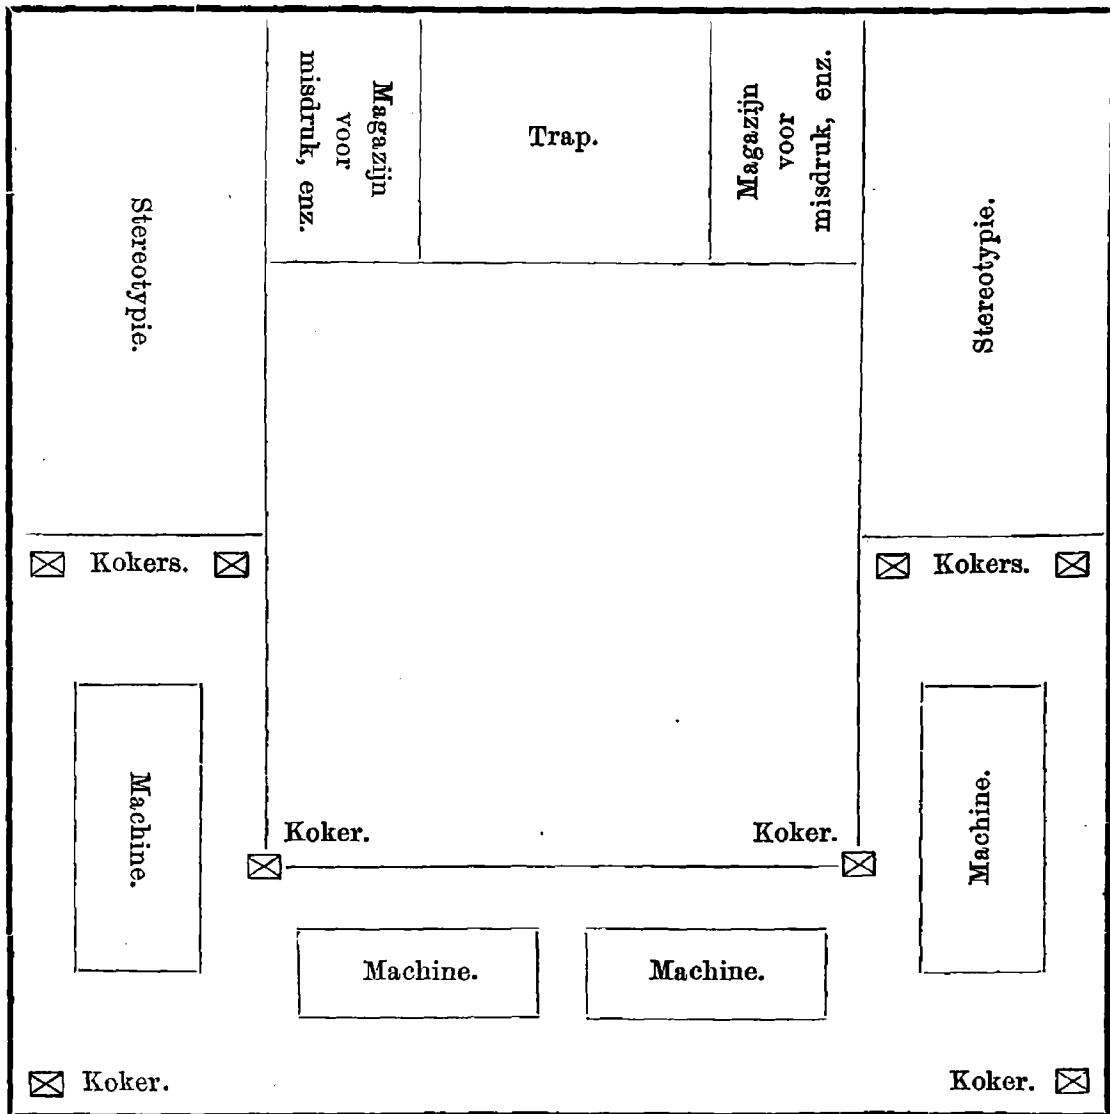 Magazijn
voor
misdruk, enz.
Trap.
Magazijn
voor
misdruk, enz.
Stereotypie.
Stereotypie.
Kokers.
Kokers.
Machine.
Machine.
Koker.
Koker.
Machine.
Machine.
Koker.
Koker.